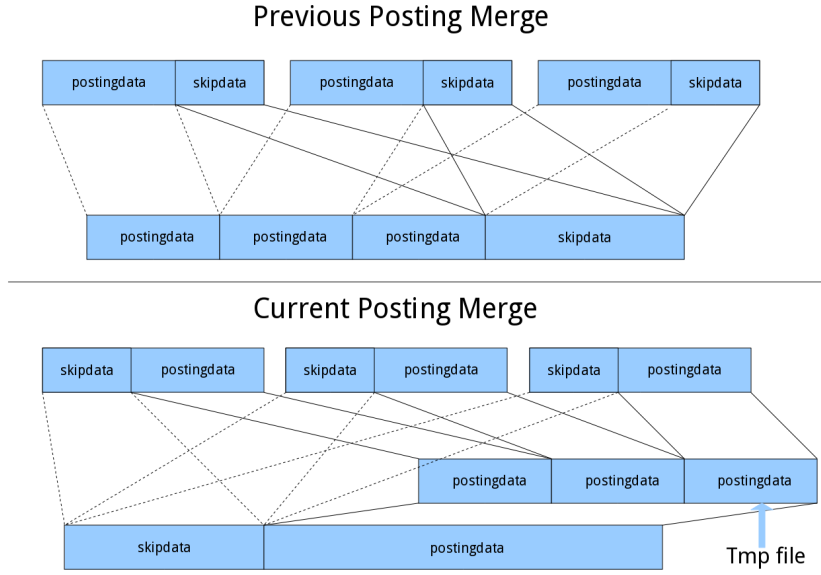 Previous Posting Merge
postingdata skipdata postingdata skipdata postingdata skipdata
postingdata postingdata postingdata skipdata
Current Posting Merge
skipdata postingdata skipdata postingdata skipdata postingdata
postingdata postingdata postingdata
skipdata postingdata
Tmp file